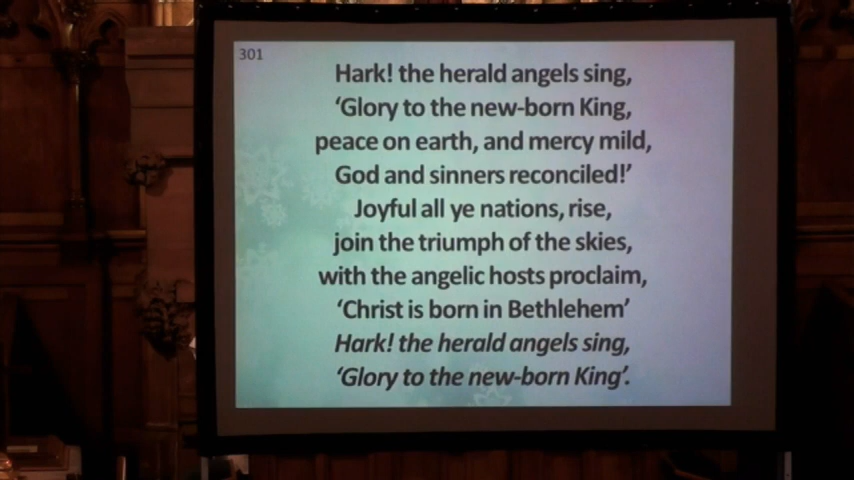 301
Hark! the herald angels sing,
‘Glory to the new-born King,
peace on earth, and mercy mild,
God and sinners reconciled!’
Joyful all ye nations, rise,
join the triumph of the skies,
with the angelic hosts proclaim,
‘Christ is born in Bethlehem’
Hark! the herald angels sing,
‘Glory to the new-born King’.